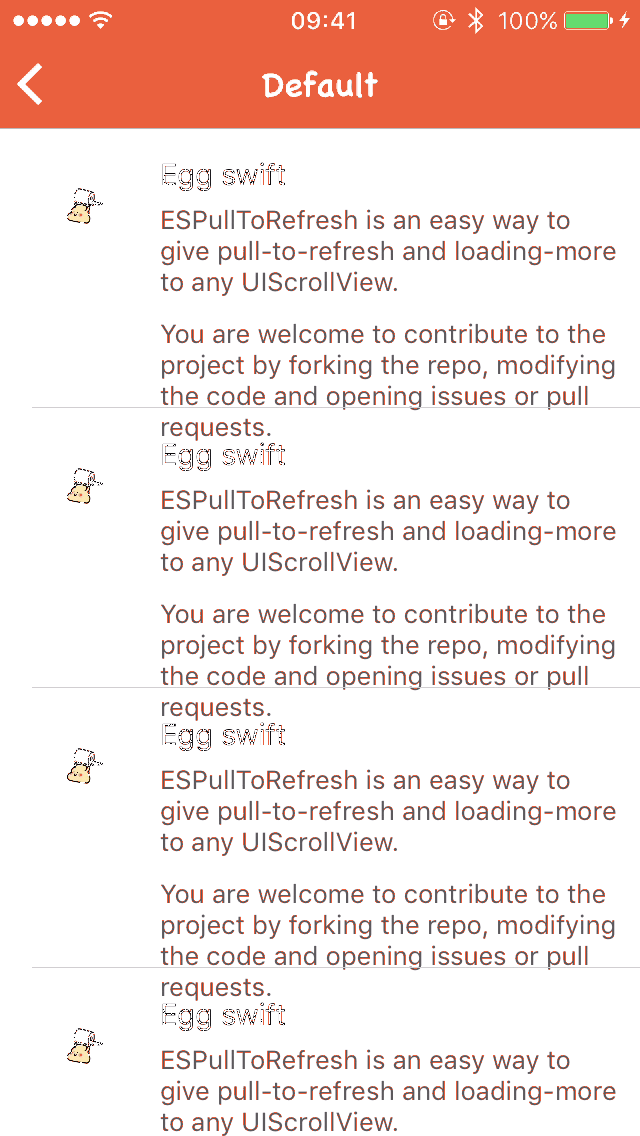 09:41
100%
Default
Egg swift
ESPullToRefresh is an easy way to
give pull-to-refresh and loading-more
to any UIScrollView.
You are welcome to contribute to the
project by forking the repo, modifying
the code and opening issues or pull
requests.
Egg swift
ESPullToRefresh is an easy way to
give pull-to-refresh and loading-more
to any UIScrollView.
You are welcome to contribute to the
project by forking the repo, modifying
the code and opening issues or pull
requests.
Egg swift
ESPullToRefresh is an easy way to
give pull-to-refresh and loading-more
to any UIScrollView.
You are welcome to contribute to the
project by forking the repo, modifying
the code and opening issues or pull
requests.
Egg swift
ESPullToRefresh is an easy way to
give pull-to-refresh and loading-more
to any UIScrollView.